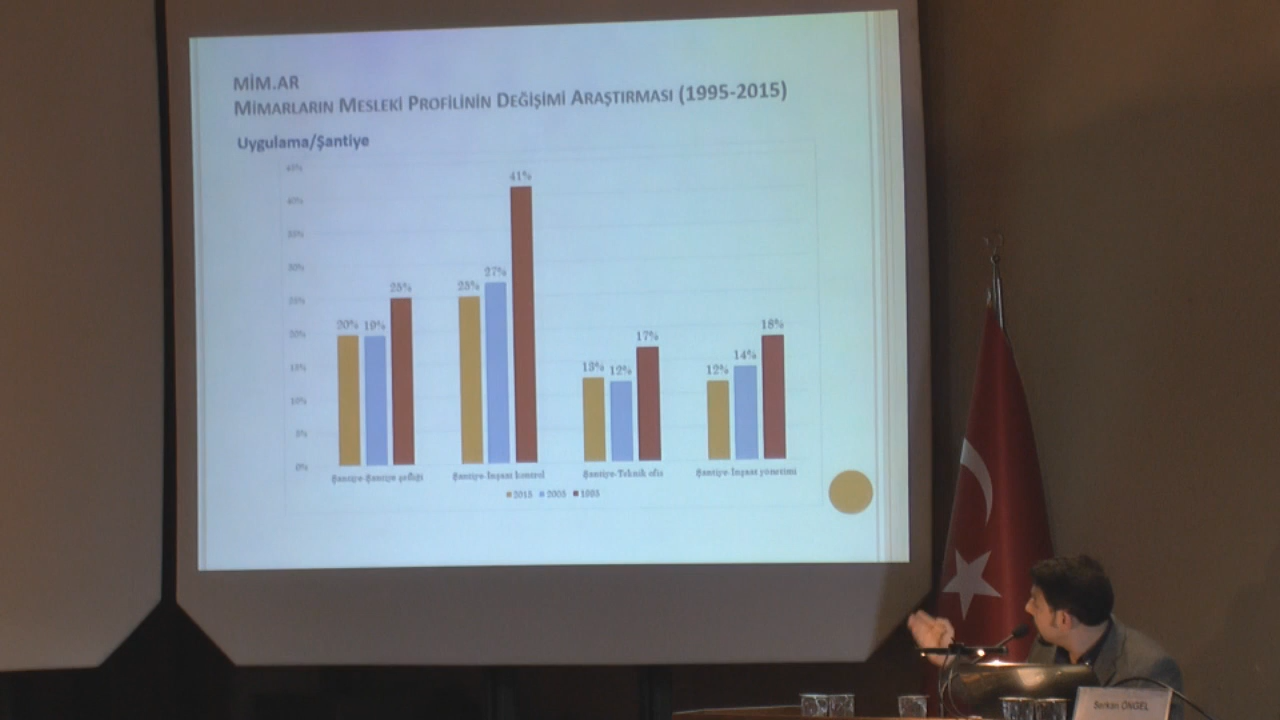 MİM.AR
MİMARLARIN MESLEKİ PROFİLİNİN DEĞİŞİMİ ARAŞTIRMASI (1995-2015)
Uygulama/Şantiye
45%
40%
35%
30%
25%
20%
15%
10%
5%
0%
20% 19% 25%
25% 27% 41%
13% 12% 17%
12% 14% 18%
Şantiye-Şantiye şefliği
Şantiye-İnşaat kontrol
Şantiye-Teknik ofis
Şantiye-İnşaat yönetimi
2015 2005 1995
Serkan ÖNGEL